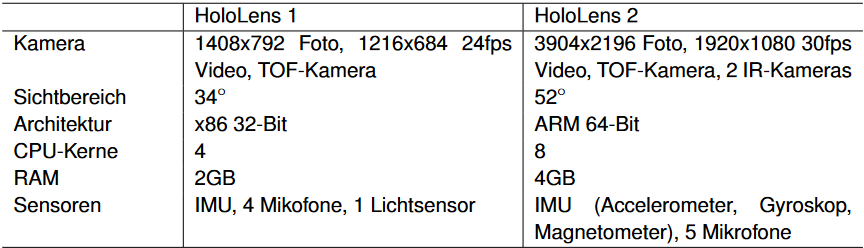 HoloLens 1 HoloLens 2
Kamera 1408x792 Foto, 1216x684 24fps 3904x2196 Foto, 1920x1080 30fps
Video, TOF-Kamera Video, TOF-Kamera, 2 IR-Kameras
Sichtbereich 34° 52°
Architektur x86 32-Bit ARM 64-Bit
CPU-Kerne 4 8
RAM 2GB 4GB
Sensoren IMU, 4 Mikofone, 1 Lichtsensor IMU (Accelerometer, Gyroskop,
Magnetometer), 5 Mikrofone